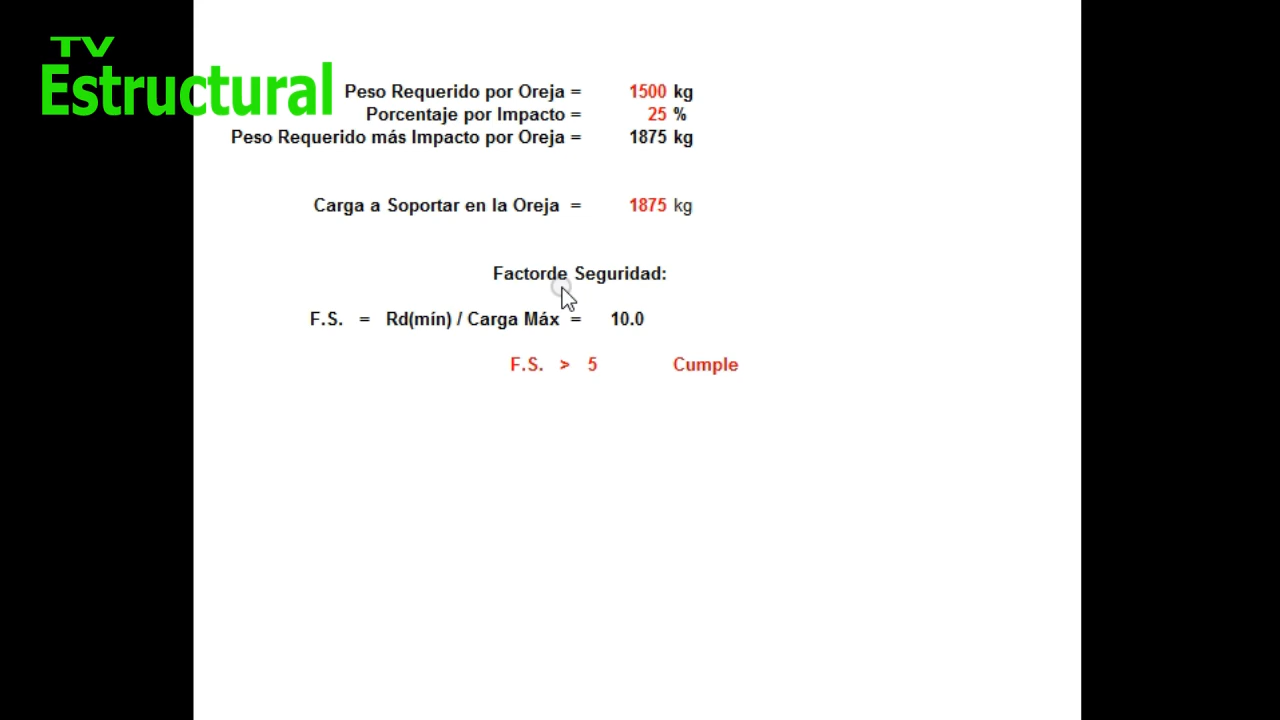 TV
Estructural
Peso Requerido por Oreja = 1500 kg
Porcentaje por Impacto = 25 %
Peso Requerido más Impacto por Oreja = 1875 kg
Carga a Soportar en la Oreja = 1875 kg
Factorde Seguridad:
F.S. = Rd(mín) / Carga Máx = 10.0
F.S. > 5 Cumple